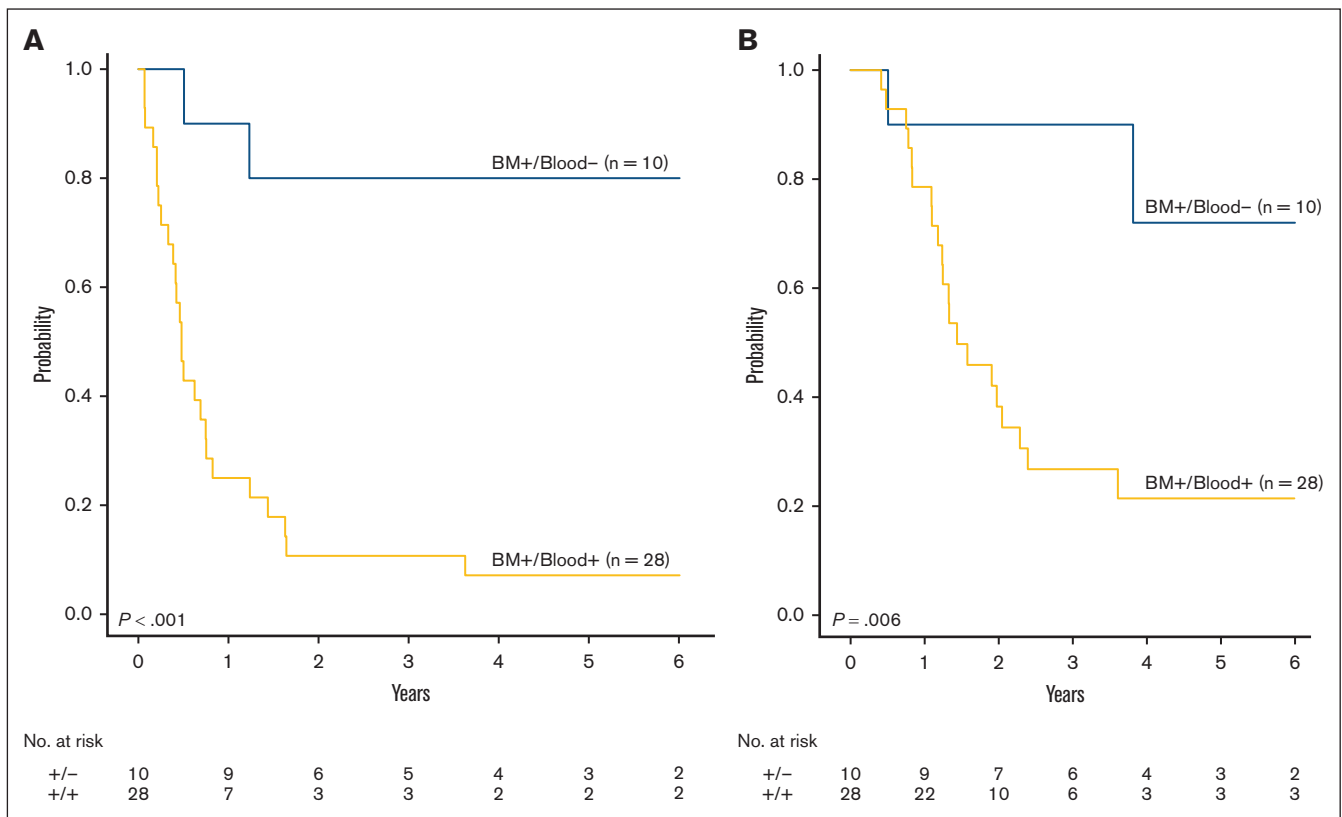 A
1.0
0.8
0.6
0.4
0.2
0.0
Probability
BM+/Blood– (n = 10)
BM+/Blood+ (n = 28)
P < .001
0 1 2 3 4 5 6
Years
No. at risk
+/– 10 9 6 5 4 3 2
+/+ 28 7 3 3 2 2 2
B
1.0
0.8
0.6
0.4
0.2
0.0
Probability
BM+/Blood– (n = 10)
BM+/Blood+ (n = 28)
P = .006
0 1 2 3 4 5 6
Years
No. at risk
+/– 10 9 7 6 4 3 2
+/+ 28 22 10 6 3 3 3